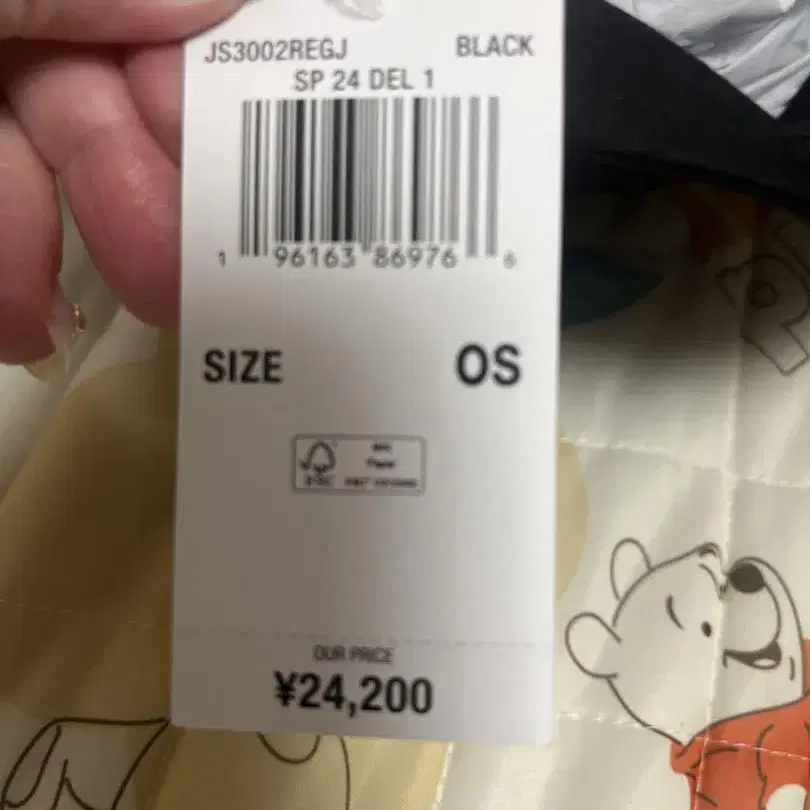 JS3002REGJ BLACK
SP 24 DEL 1
1 96163 86976 6
SIZE OS
OUR PRICE
¥24,200